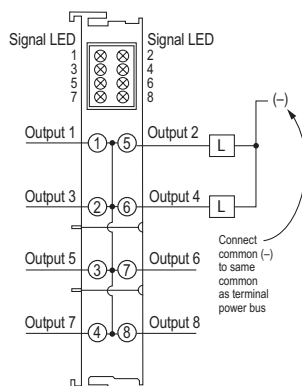 Signal LED Signal LED
1 2
3 4
5 6
7 8
(–)
Output 1 1 5 Output 2 L
Output 3 2 6 Output 4 L
Connect
common (–)
to same
common
as terminal
power bus
Output 5 3 7 Output 6
Output 7 4 8 Output 8